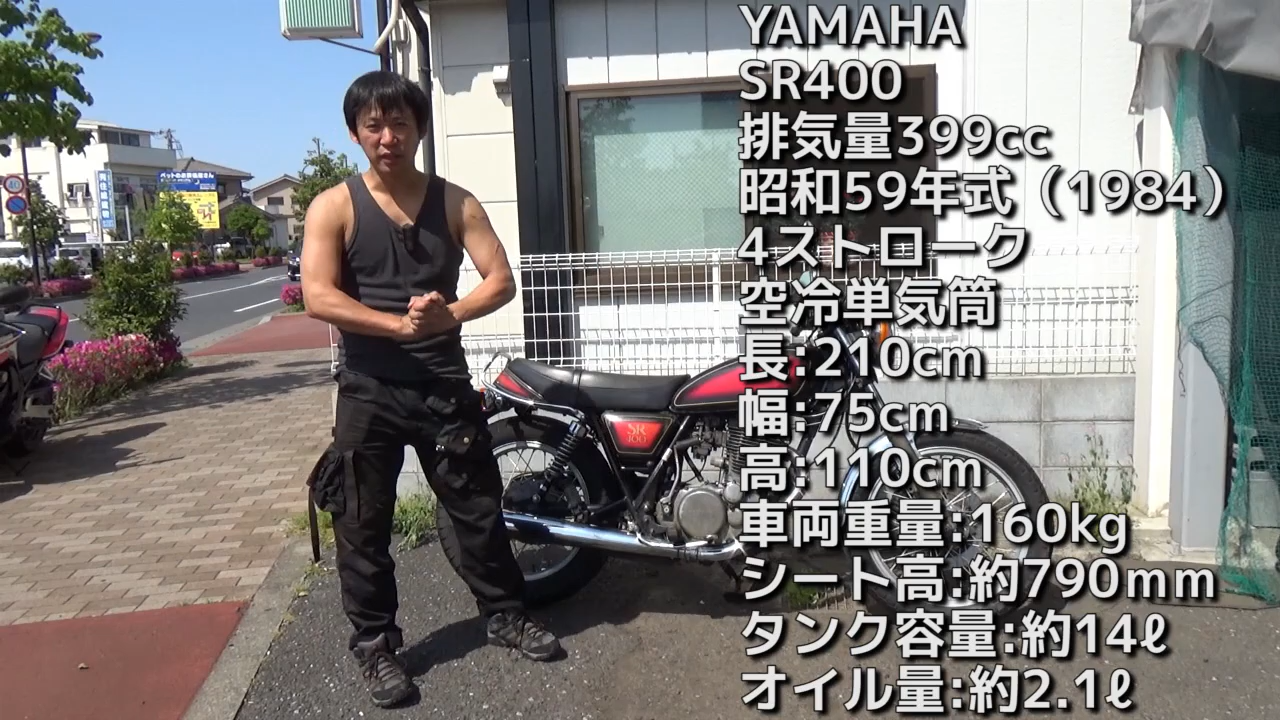 YAMAHA
SR400
排気量399cc
昭和59年式（1984）
4ストローク
空冷単気筒
長:210cm
幅:75cm
高:110cm
車両重量:160kg
シート高:約790mm
タンク容量:約14ℓ
オイル量:約2.1ℓ
SR
400
40